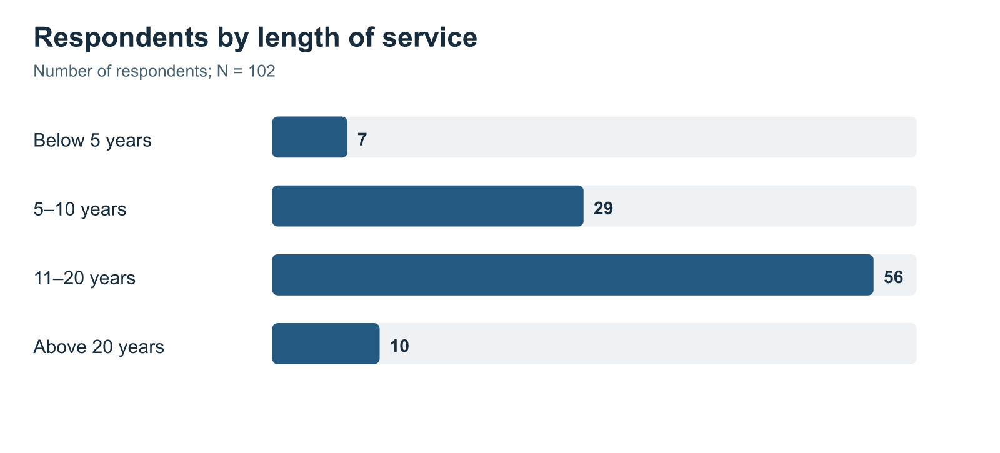 Respondents by length of service
Number of respondents; N = 102
Below 5 years 7
5–10 years 29
11–20 years 56
Above 20 years 10